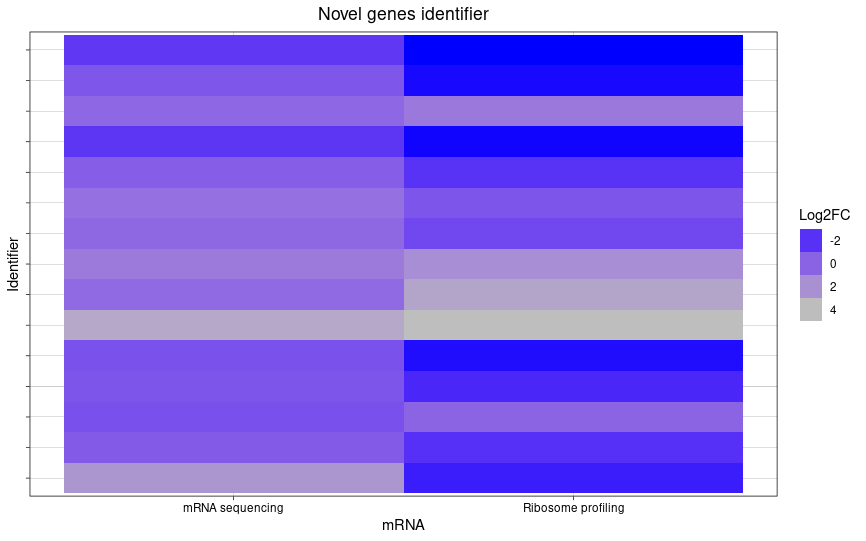 Novel genes identifier
Identifier
mRNA sequencing
Ribosome profiling
mRNA
Log2FC
-2
0
2
4